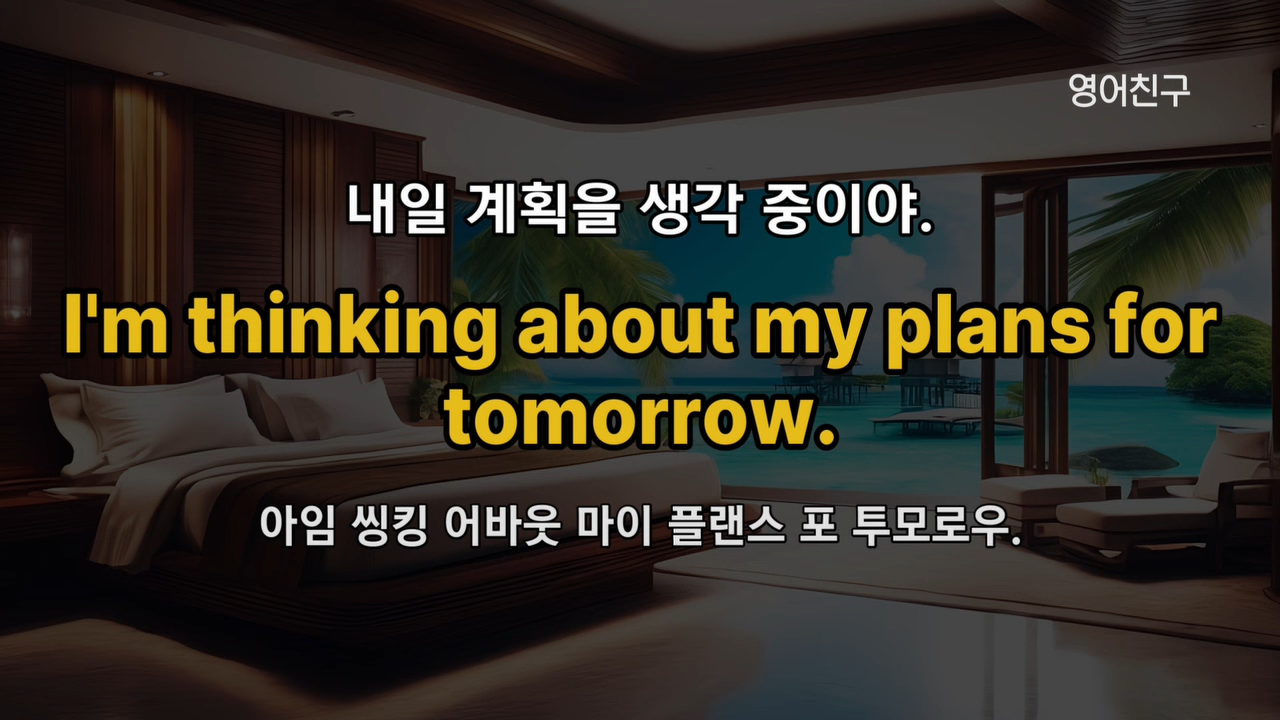 영어친구
내일 계획을 생각 중이야.
I'm thinking about my plans for
tomorrow.
아임 씽킹 어바웃 마이 플랜스 포 투모로우.